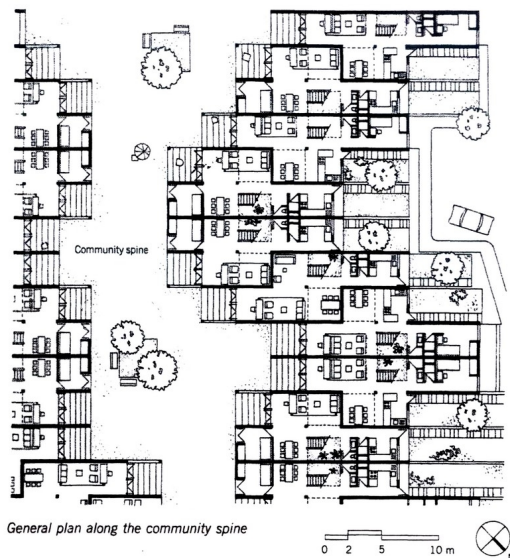 Community spine
General plan along the community spine
0 2 5 10 m